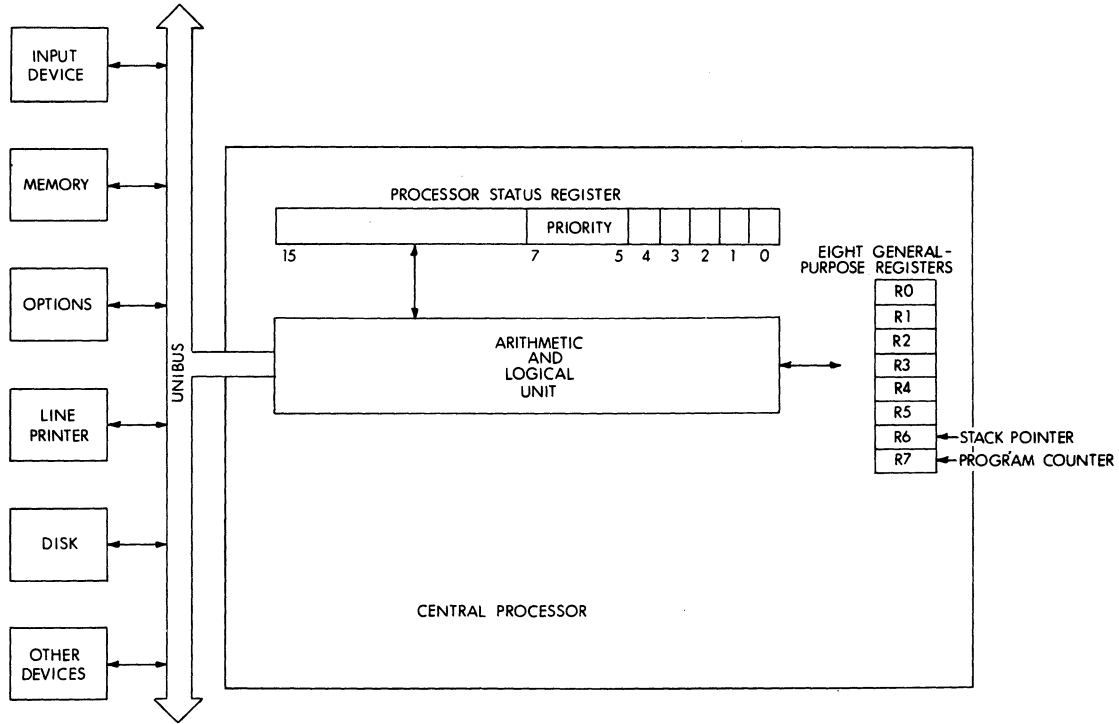 INPUT
DEVICE
MEMORY
OPTIONS
LINE
PRINTER
DISK
OTHER
DEVICES
UNIBUS
PROCESSOR STATUS REGISTER
PRIORITY
15 7 5 4 3 2 1 0
ARITHMETIC
AND
LOGICAL
UNIT
EIGHT GENERAL-
PURPOSE REGISTERS
R0
R1
R2
R3
R4
R5
R6
STACK POINTER
R7
PROGRAM COUNTER
CENTRAL PROCESSOR